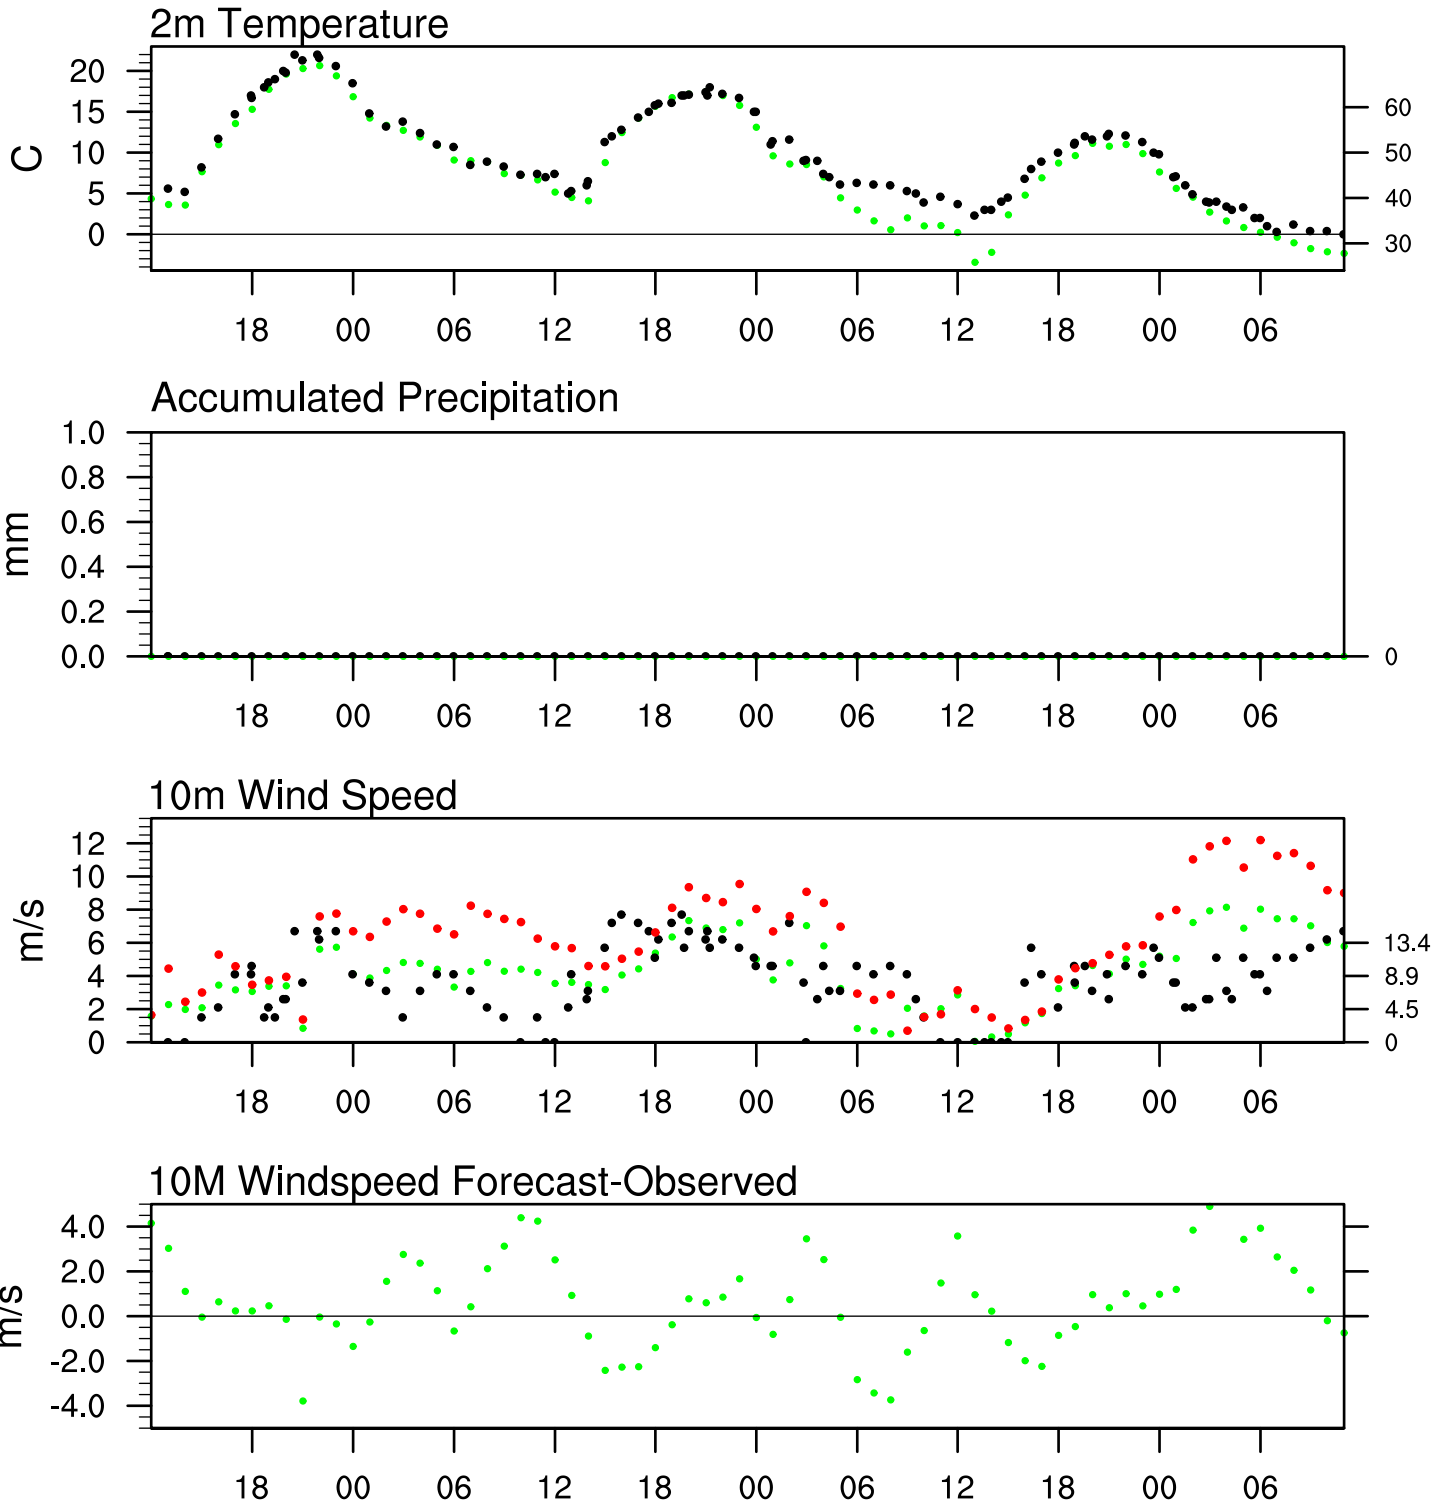 2m Temperature
20
15
10
5
0
C
60
50
40
30
18 00 06 12 18 00 06 12 18 00 06
Accumulated Precipitation
1.0
0.8
0.6
0.4
0.2
0.0
mm
0
18 00 06 12 18 00 06 12 18 00 06
10m Wind Speed
12
10
8
6
4
2
0
m/s
13.4
8.9
4.5
0
18 00 06 12 18 00 06 12 18 00 06
10M Windspeed Forecast-Observed
4.0
2.0
0.0
-2.0
-4.0
m/s
18 00 06 12 18 00 06 12 18 00 06